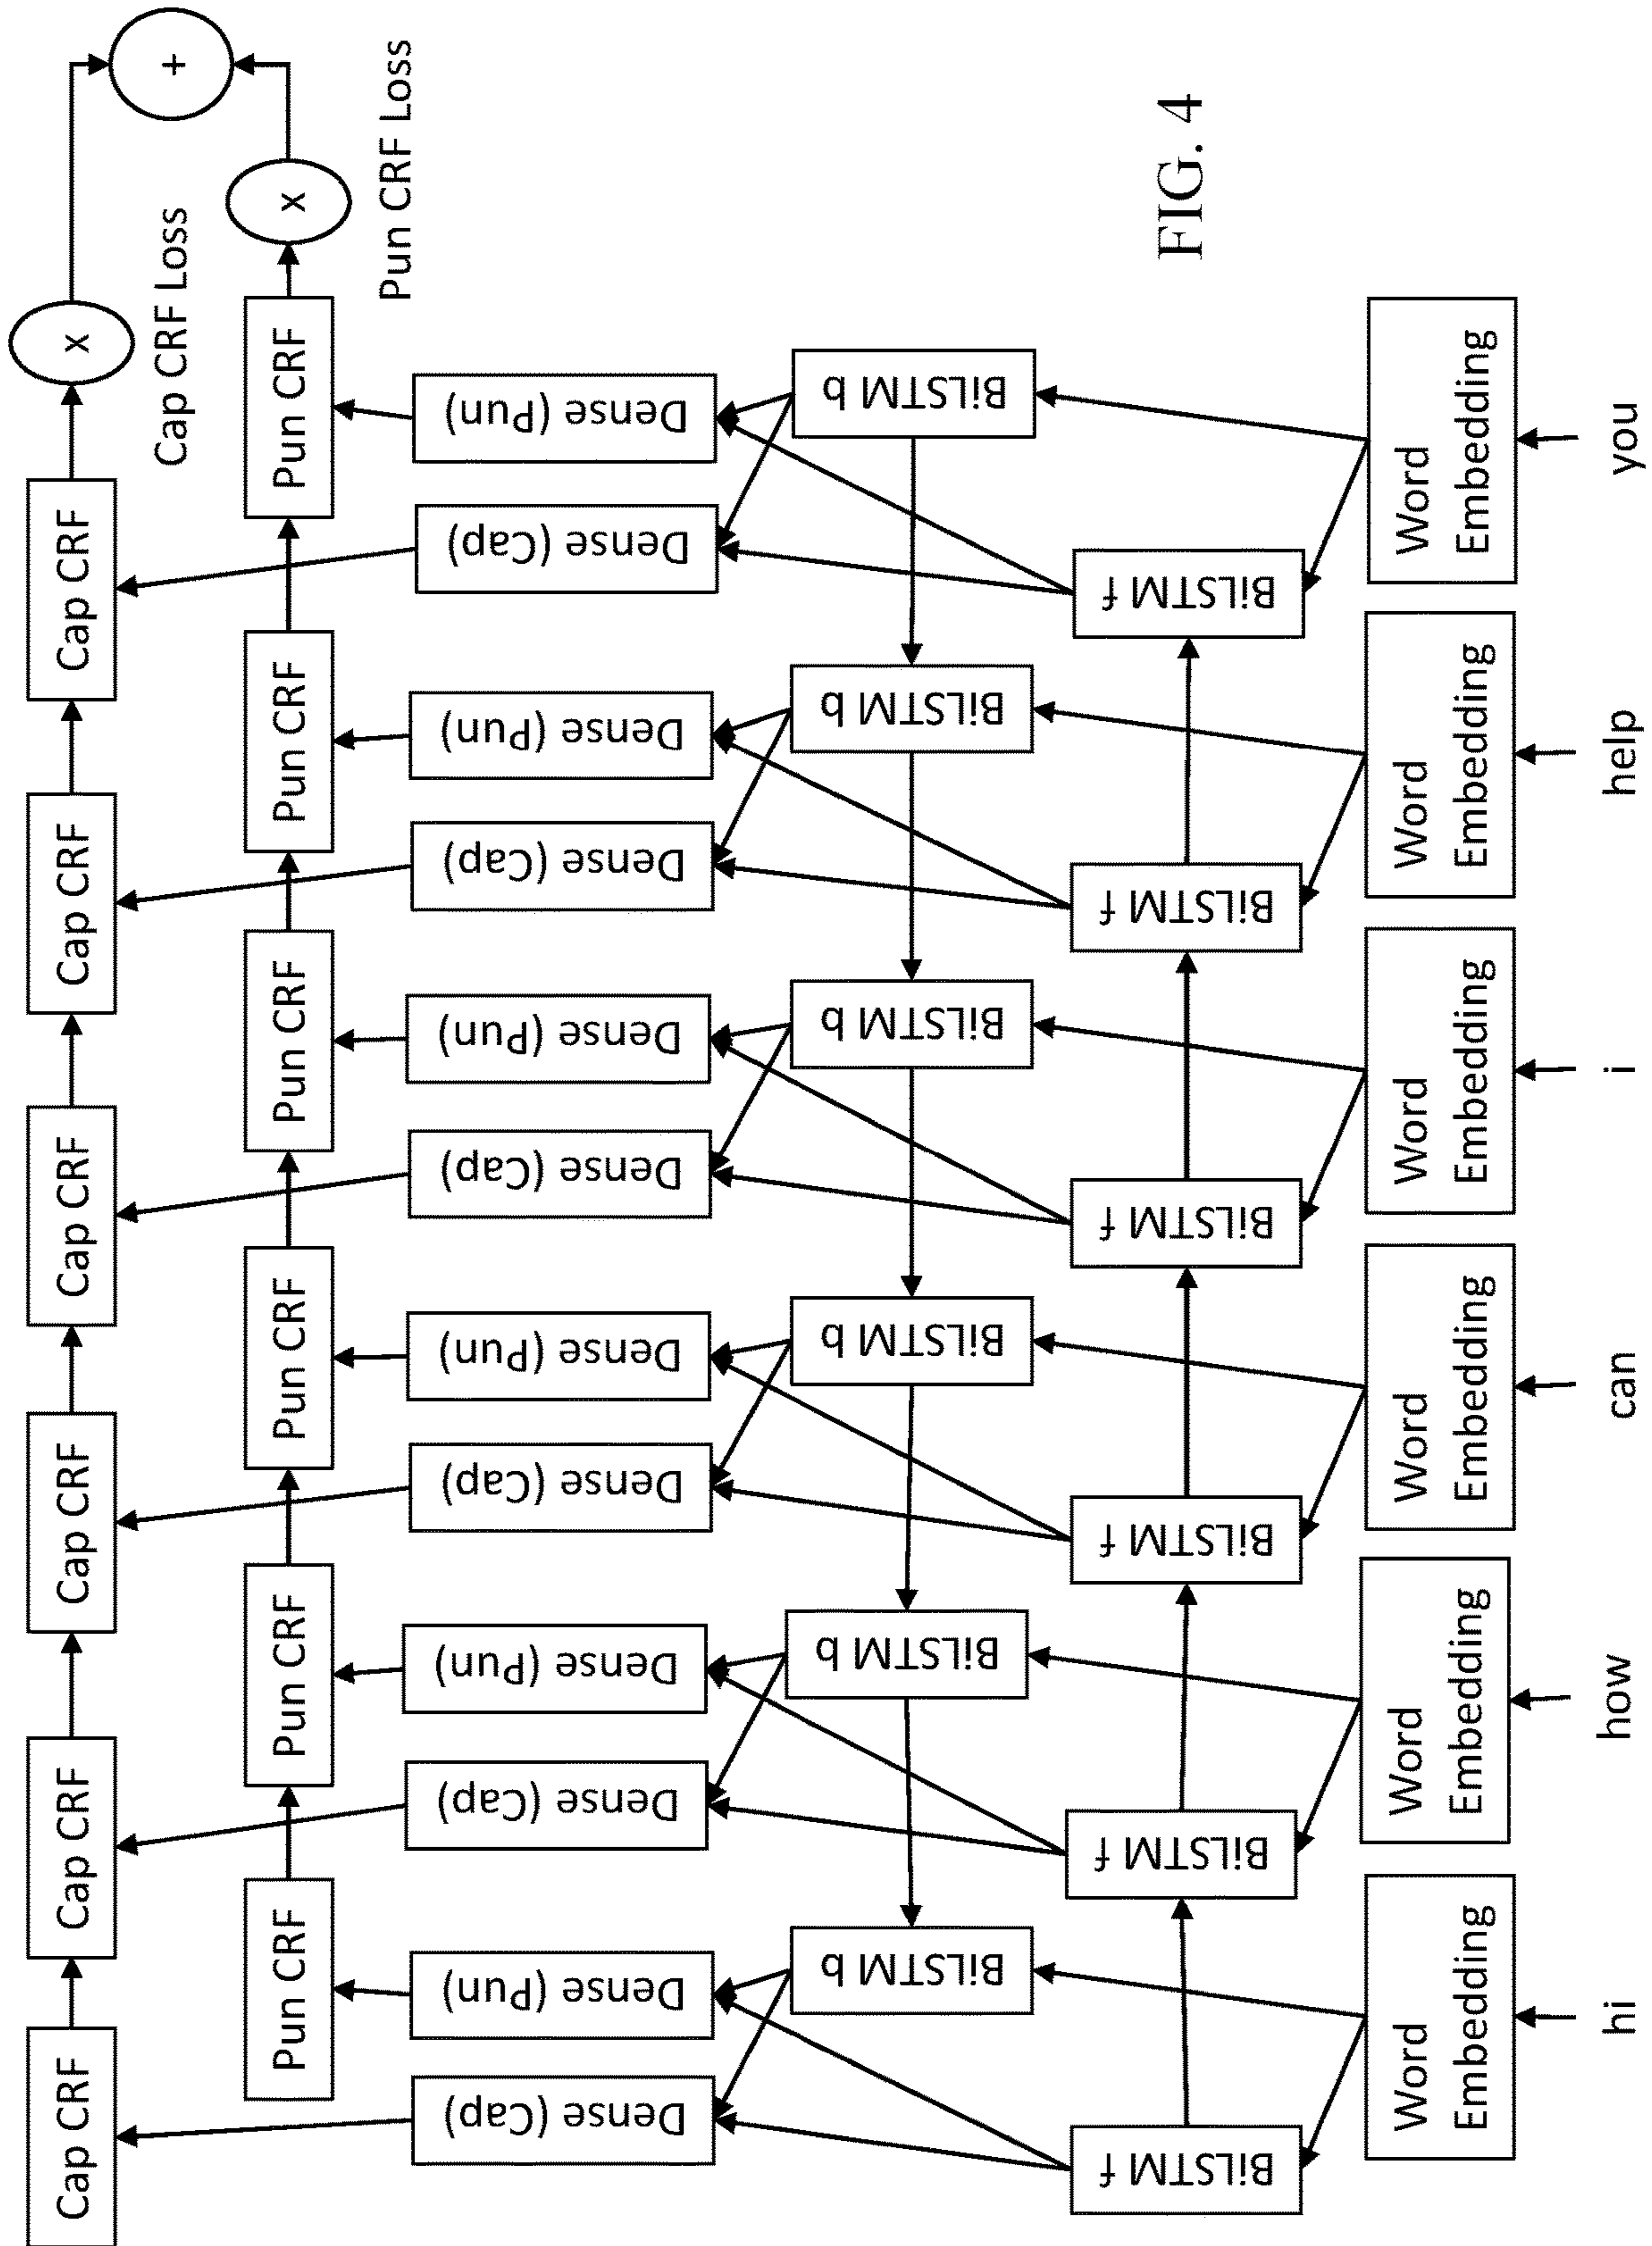 Cap CRF
Cap CRF
Cap CRF
Cap CRF
Cap CRF
Cap CRF
x
+
Cap CRF Loss
Pun CRF
Pun CRF
Pun CRF
Pun CRF
Pun CRF
Pun CRF
x
Pun CRF Loss
Dense (Cap)
Dense (Pun)
Dense (Cap)
Dense (Pun)
Dense (Cap)
Dense (Pun)
Dense (Cap)
Dense (Pun)
Dense (Cap)
Dense (Pun)
Dense (Cap)
Dense (Pun)
BiLSTM b
BiLSTM b
BiLSTM b
BiLSTM b
BiLSTM b
BiLSTM b
BiLSTM f
BiLSTM f
BiLSTM f
BiLSTM f
BiLSTM f
BiLSTM f
FIG. 4
Word
Embedding
Word
Embedding
Word
Embedding
Word
Embedding
Word
Embedding
Word
Embedding
hi
how
can
i
help
you